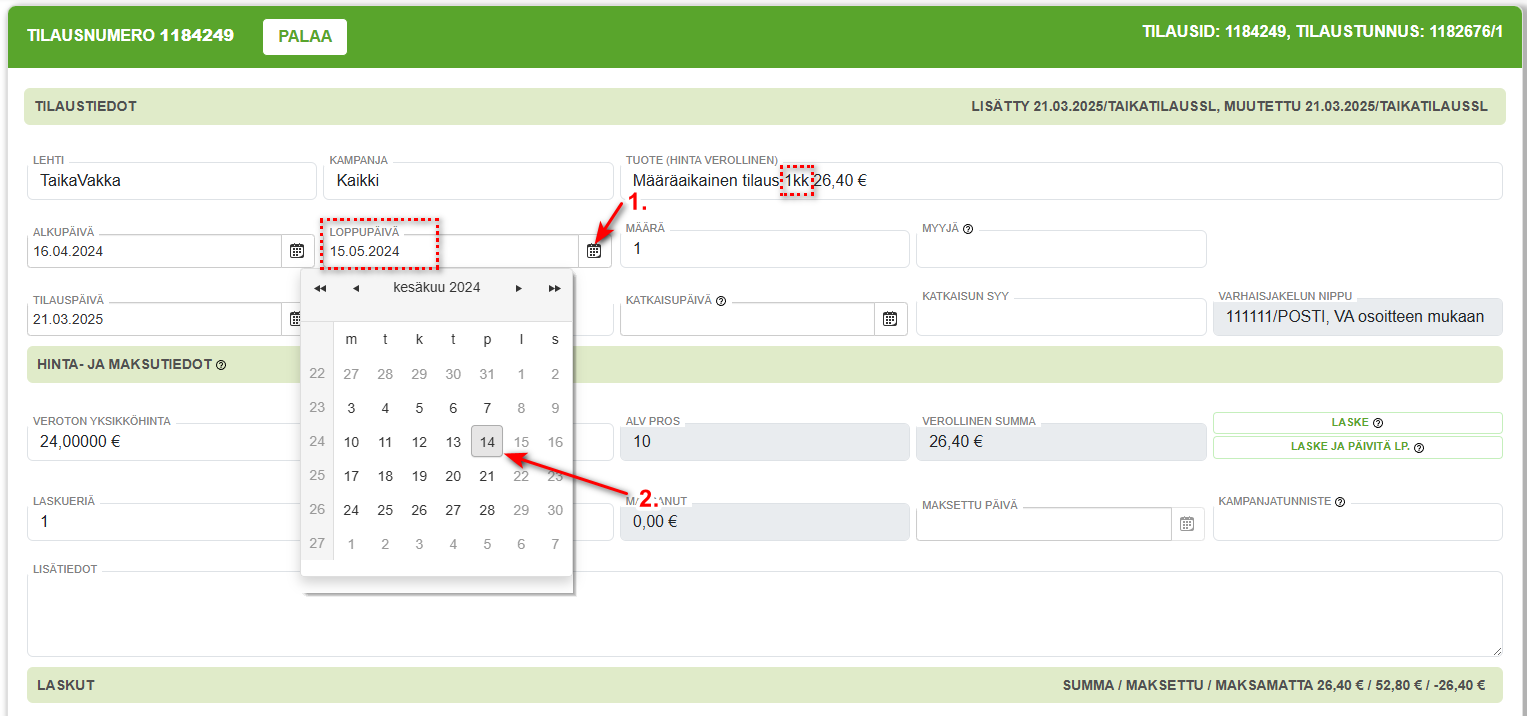 TILAUSNUMERO 1184249 PALAA TILAUSID: 1184249, TILAUSTUNNUS: 1182676/1
TILAUSTIEDOT LISÄTTY 21.03.2025/TAIKATILAUSSL, MUUTETTU 21.03.2025/TAIKATILAUSSL
LEHTI KAMPANJA TUOTE (HINTA VEROLLINEN)
TaikaVakka Kaikki Määräaikainen tilaus 1kk 26,40 €
1.
ALKUPÄIVÄ LOPPUPÄIVÄ MÄÄRÄ MYYJÄ
16.04.2024 15.05.2024 1
TILAUSPÄIVÄ KATKAISUPÄIVÄ KATKAISUN SYY VARHAISJAKELUN NIPPU
21.03.2025 111111/POSTI, VA osoitteen mukaan
kesäkuu 2024
m t k t p l s
22 27 28 29 30 31 1 2
23 3 4 5 6 7 8 9
24 10 11 12 13 14 15 16
25 17 18 19 20 21 22 23
26 24 25 26 27 28 29 30
27 1 2 3 4 5 6 7
2.
HINTA- JA MAKSUTIEDOT
VEROTON YKSIKKÖHINTA ALV PROS VEROLLINEN SUMMA LASKE
24,00000 € 10 26,40 € LASKE JA PÄIVITÄ LP.
LASKUERIÄ MAKSETTU PÄIVÄ KAMPANJATUNNISTE
1 0,00 €
LISÄTIEDOT
LASKUT SUMMA / MAKSETTU / MAKSAMATTA 26,40 € / 52,80 € / -26,40 €